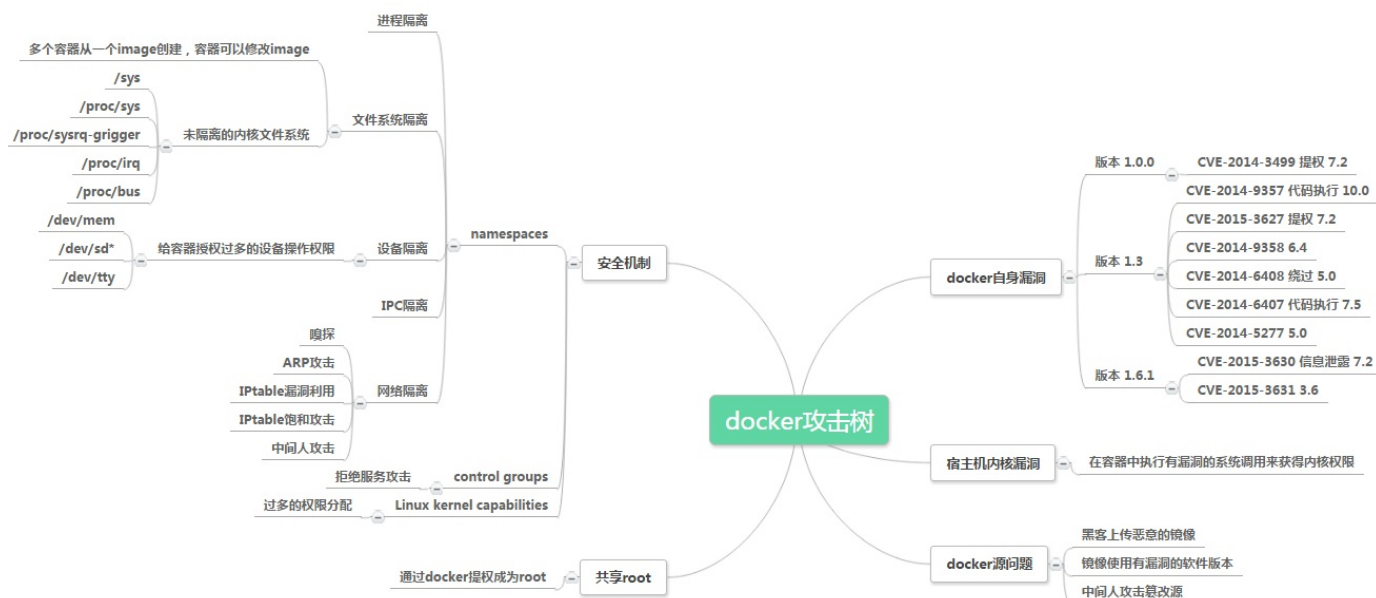 docker攻击树
安全机制
namespaces
进程隔离
文件系统隔离
多个容器从一个image创建，容器可以修改image
未隔离的内核文件系统
/sys
/proc/sys
/proc/sysrq-grigger
/proc/irq
/proc/bus
设备隔离
给容器授权过多的设备操作权限
/dev/mem
/dev/sd*
/dev/tty
IPC隔离
网络隔离
嗅探
ARP攻击
IPtable漏洞利用
IPtable饱和攻击
中间人攻击
control groups
拒绝服务攻击
Linux kernel capabilities
过多的权限分配
共享root
通过docker提权成为root
docker自身漏洞
版本 1.0.0
CVE-2014-3499 提权 7.2
版本 1.3
CVE-2014-9357 代码执行 10.0
CVE-2015-3627 提权 7.2
CVE-2014-9358 6.4
CVE-2014-6408 绕过 5.0
CVE-2014-6407 代码执行 7.5
CVE-2014-5277 5.0
版本 1.6.1
CVE-2015-3630 信息泄露 7.2
CVE-2015-3631 3.6
宿主机内核漏洞
在容器中执行有漏洞的系统调用来获得内核权限
docker源问题
黑客上传恶意的镜像
镜像使用有漏洞的软件版本
中间人攻击篡改源